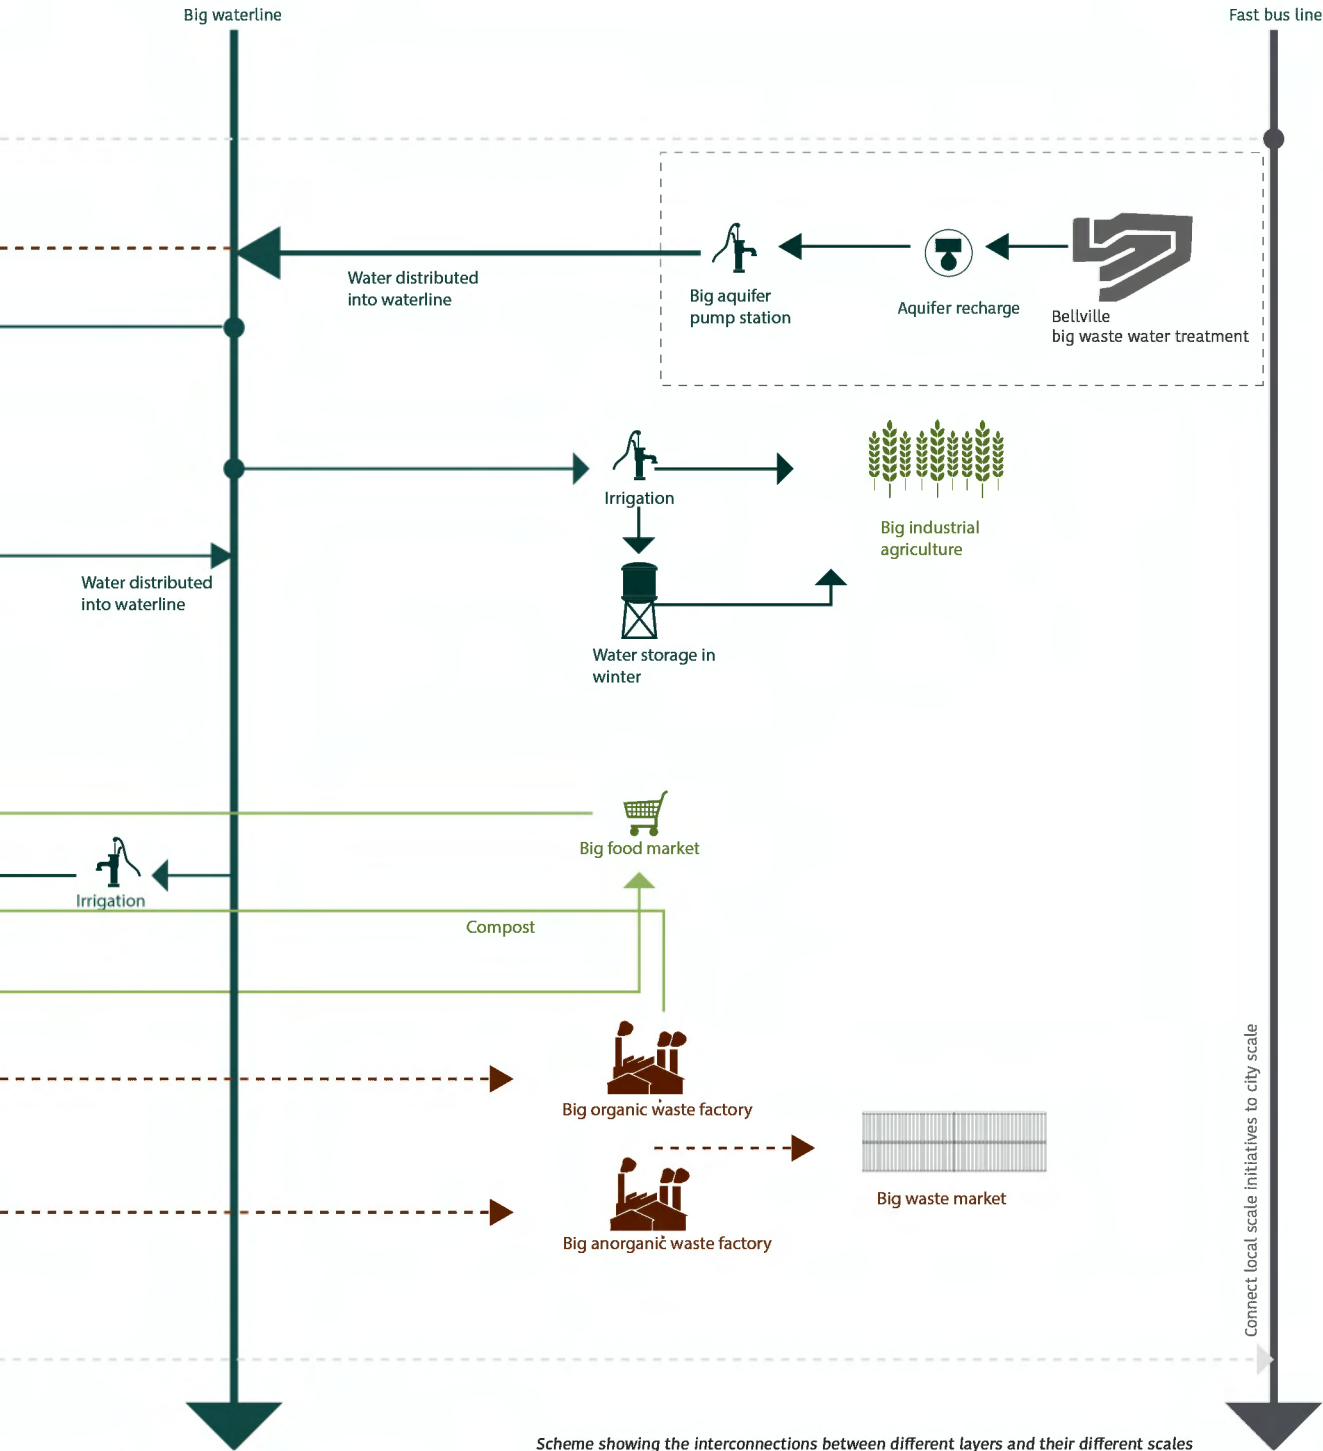 Big waterline
Fast bus line
Water distributed
into waterline
Big aquifer
pump station
Aquifer recharge
Bellville
big waste water treatment
Irrigation
Big industrial
agriculture
Water distributed
into waterline
Water storage in
winter
Big food market
Irrigation
Compost
Big organic waste factory
Big waste market
Big anorganic waste factory
Connect local scale initiatives to city scale
Scheme showing the interconnections between different layers and their different scales